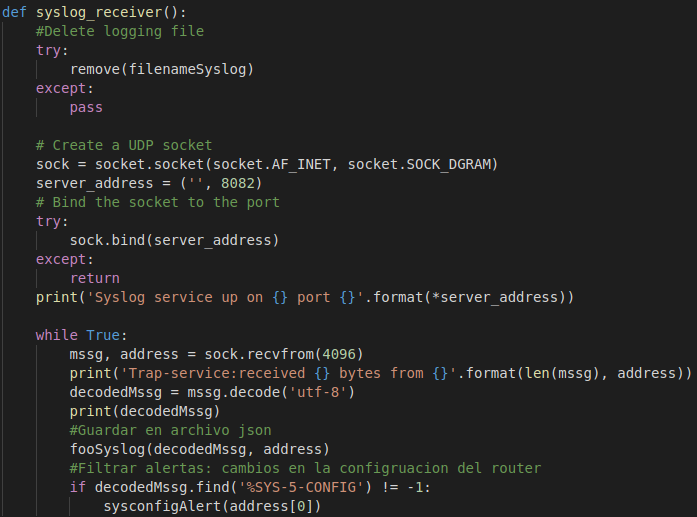 def syslog_receiver():
    #Delete logging file
    try:
        remove(filenameSyslog)
    except:
        pass

    # Create a UDP socket
    sock = socket.socket(socket.AF_INET, socket.SOCK_DGRAM)
    server_address = ('', 8082)
    # Bind the socket to the port
    try:
        sock.bind(server_address)
    except:
        return
    print('Syslog service up on {} port {}'.format(*server_address))

    while True:
        mssg, address = sock.recvfrom(4096)
        print('Trap-service:received {} bytes from {}'.format(len(mssg), address))
        decodedMssg = mssg.decode('utf-8')
        print(decodedMssg)
        #Guardar en archivo json
        fooSyslog(decodedMssg, address)
        #Filtrar alertas: cambios en la configruacion del router
        if decodedMssg.find('%SYS-5-CONFIG') != -1:
            sysconfigAlert(address[0])